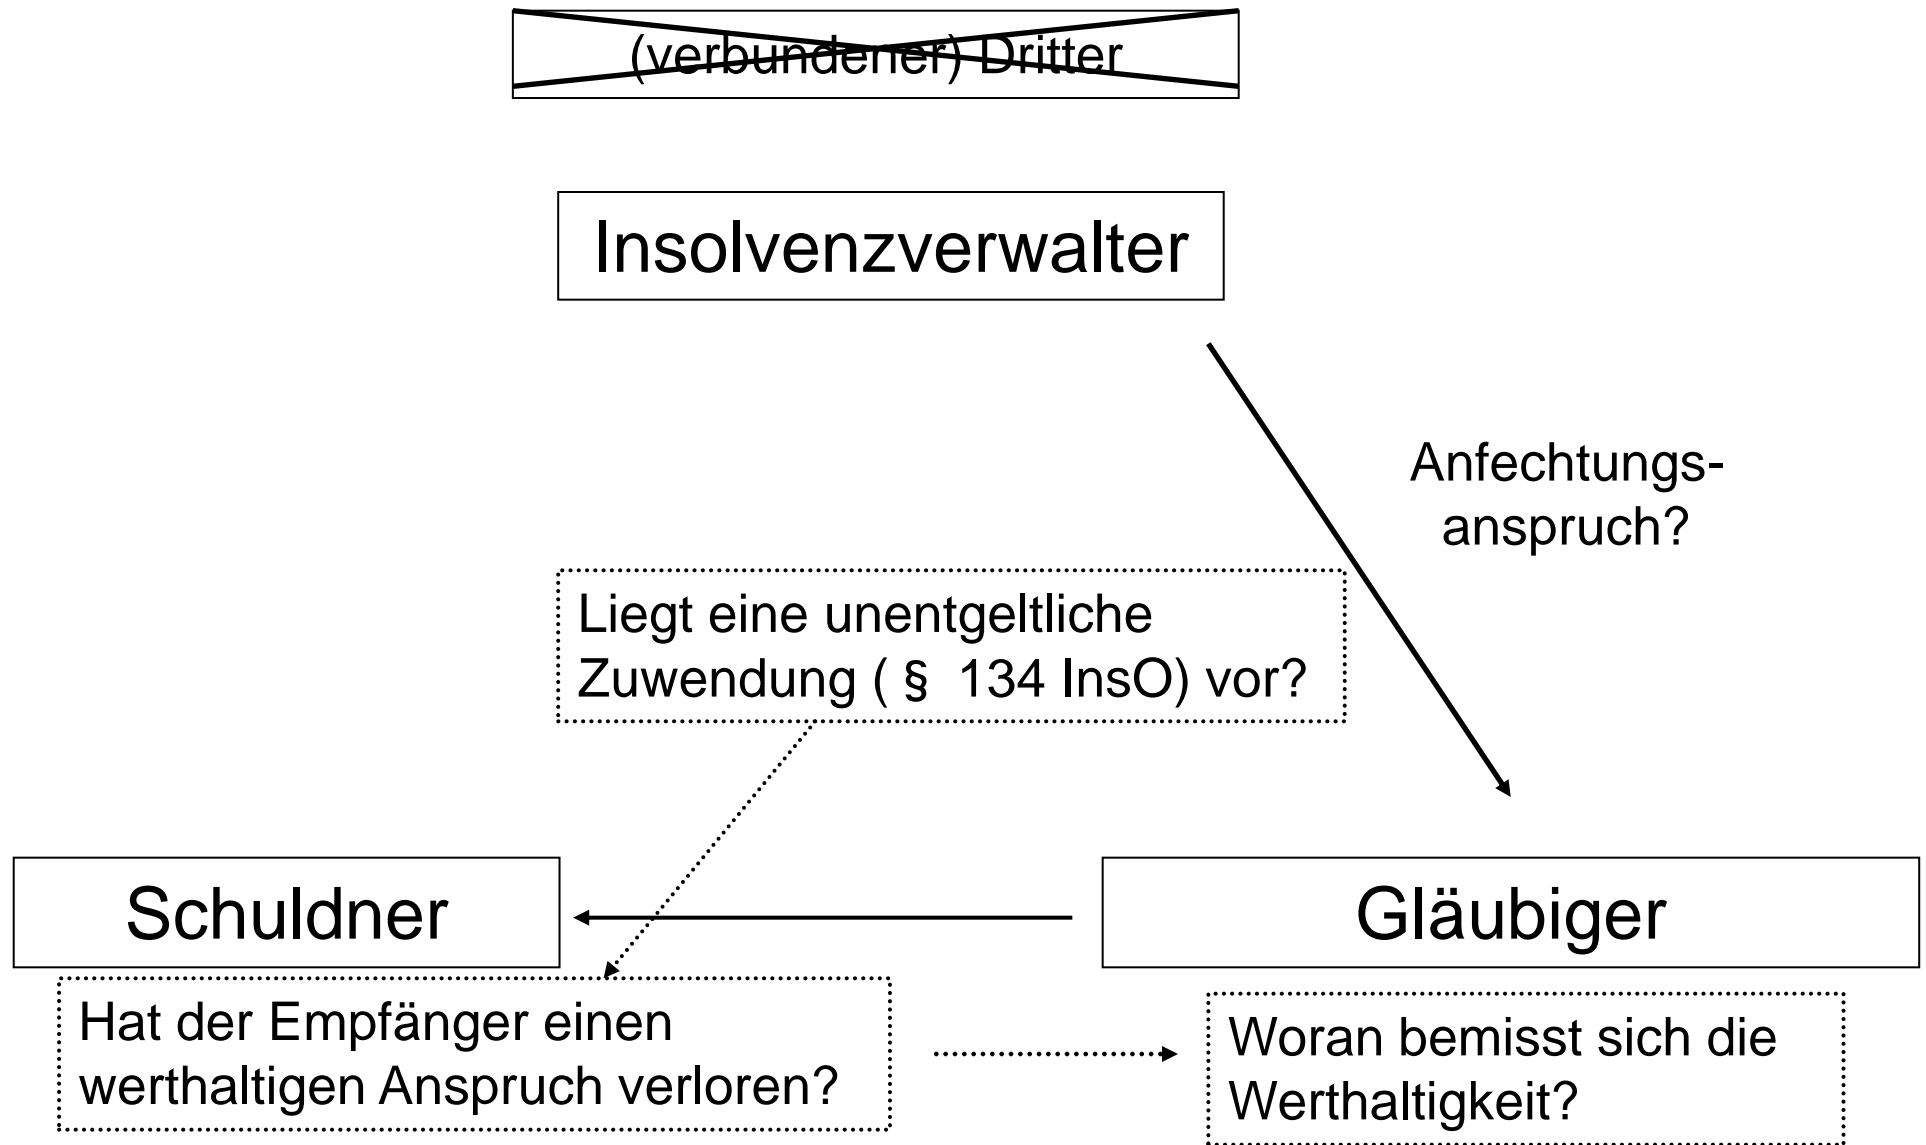 (verbundener) Dritter
Insolvenzverwalter
Anfechtungs-
anspruch?
Liegt eine unentgeltliche
Zuwendung ( § 134 InsO) vor?
Schuldner
Gläubiger
Hat der Empfänger einen
werthaltigen Anspruch verloren?
Woran bemisst sich die
Werthaltigkeit?